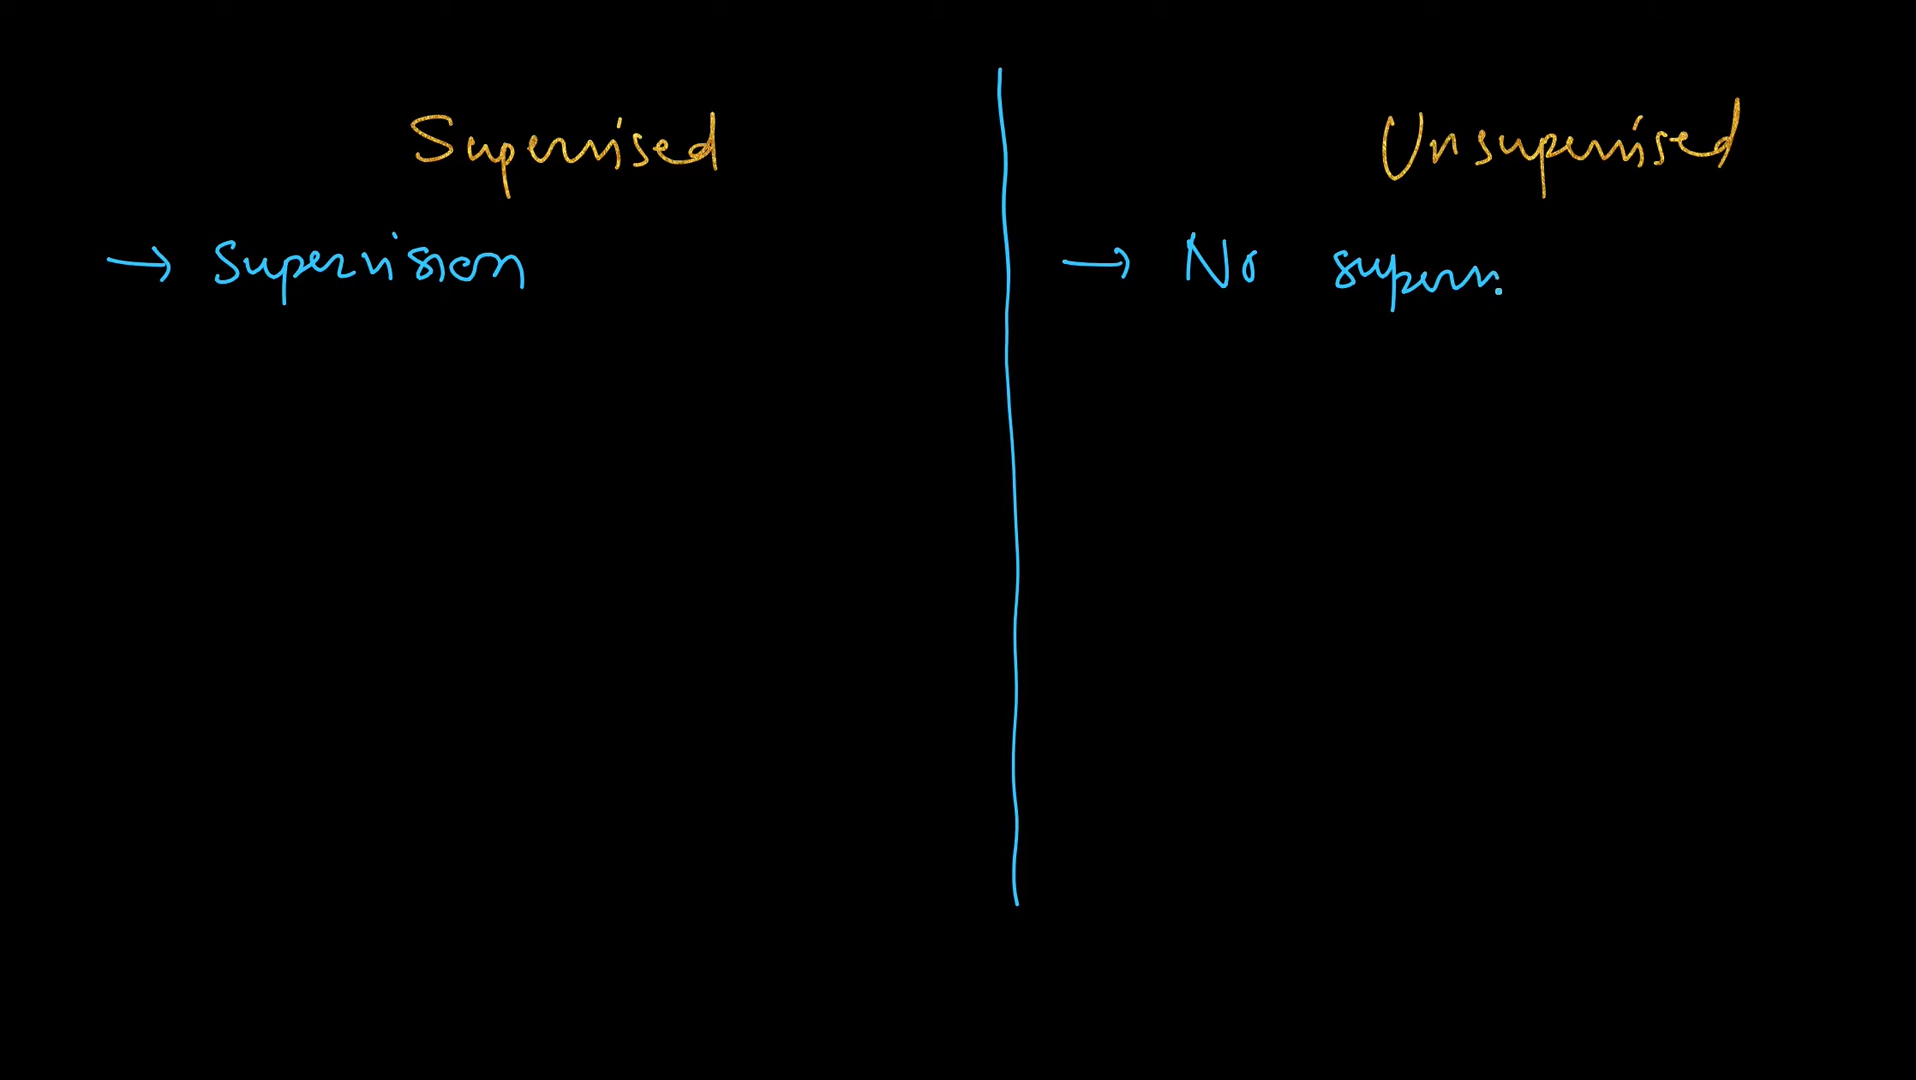 Supervised
Unsupervised
→ Supervision
→ No superv